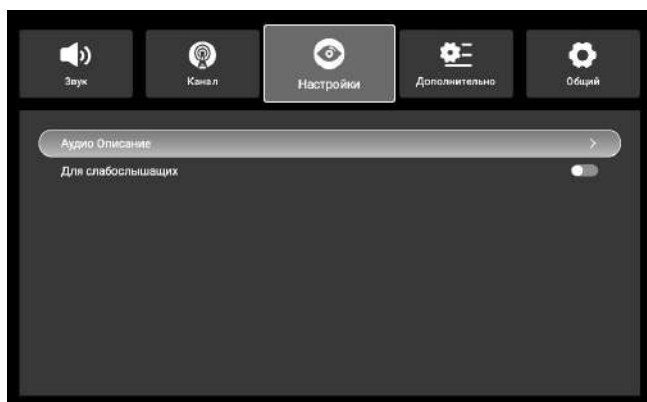 Звук
Канал
Настройки
Дополнительно
Общий
Аудио Описание
Для слабослышащих